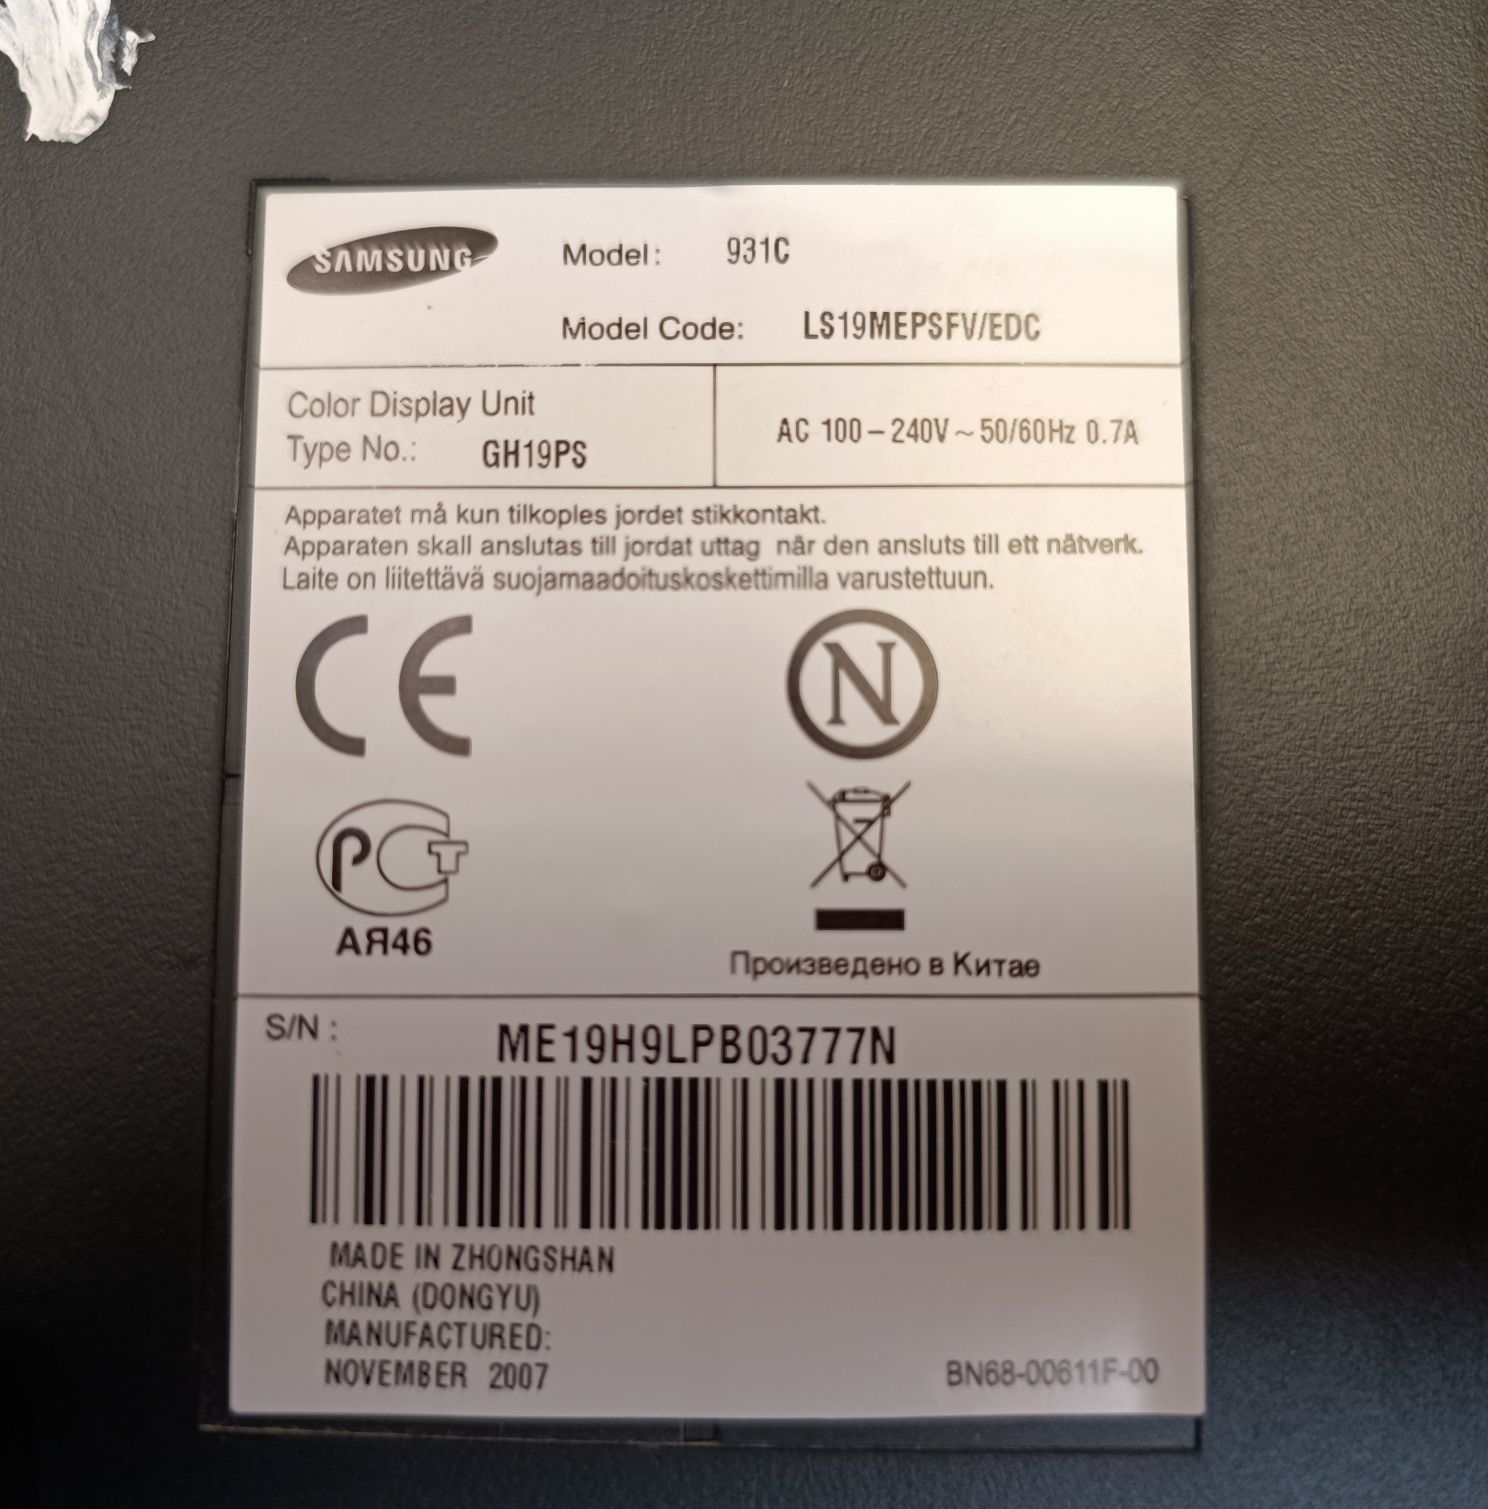 SAMSUNG
Model: 931C
Model Code: LS19MEPSFV/EDC
Color Display Unit
Type No.: GH19PS
AC 100-240V~50/60Hz 0.7A
Apparatet må kun tilkoples jordet stikkontakt.
Apparaten skall anslutas till jordat uttag när den ansluts till ett nätverk.
Laite on liitettävä suojamaadoituskoskettimilla varustettuun.
CE
N
РСТ
АЯ46
Произведено в Китае
S/N : ME19H9LPB03777N
MADE IN ZHONGSHAN
CHINA (DONGYU)
MANUFACTURED:
NOVEMBER 2007
BN68-00611F-00